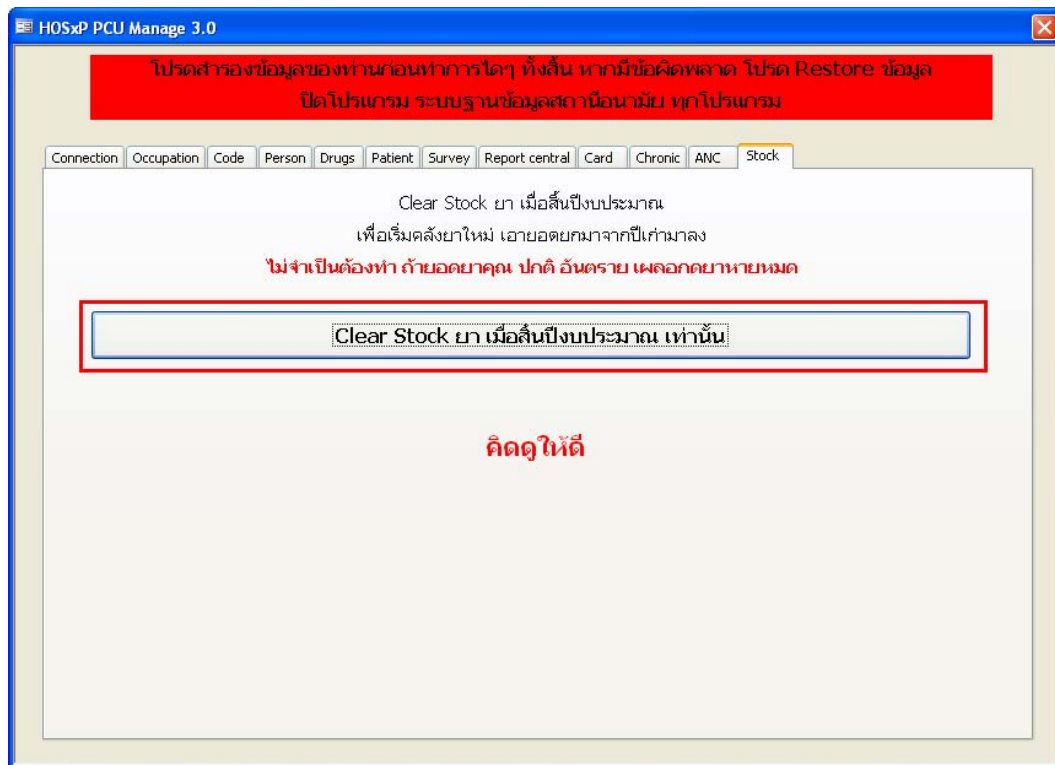 HOSxP PCU Manage 3.0
โปรดสำรองข้อมูลของท่านก่อนทำการใดๆ ทั้งสิ้น หากมีข้อผิดพลาด โปรด Restore ข้อมูล
ปิดโปรแกรม ระบบฐานข้อมูลสถานีอนามัย ทุกโปรแกรม
Connection Occupation Code Person Drugs Patient Survey Report central Card Chronic ANC Stock
Clear Stock ยา เมื่อสิ้นปีงบประมาณ
เพื่อเริ่มคลังยาใหม่ เอายอดยกมาจากปีเก่ามาลง
ไม่จำเป็นต้องทำ ถ้ายอดยาคุณ ปกติ อันตราย เผลอกดยาหายหมด
Clear Stock ยา เมื่อสิ้นปีงบประมาณ เท่านั้น
คิดดูให้ดี